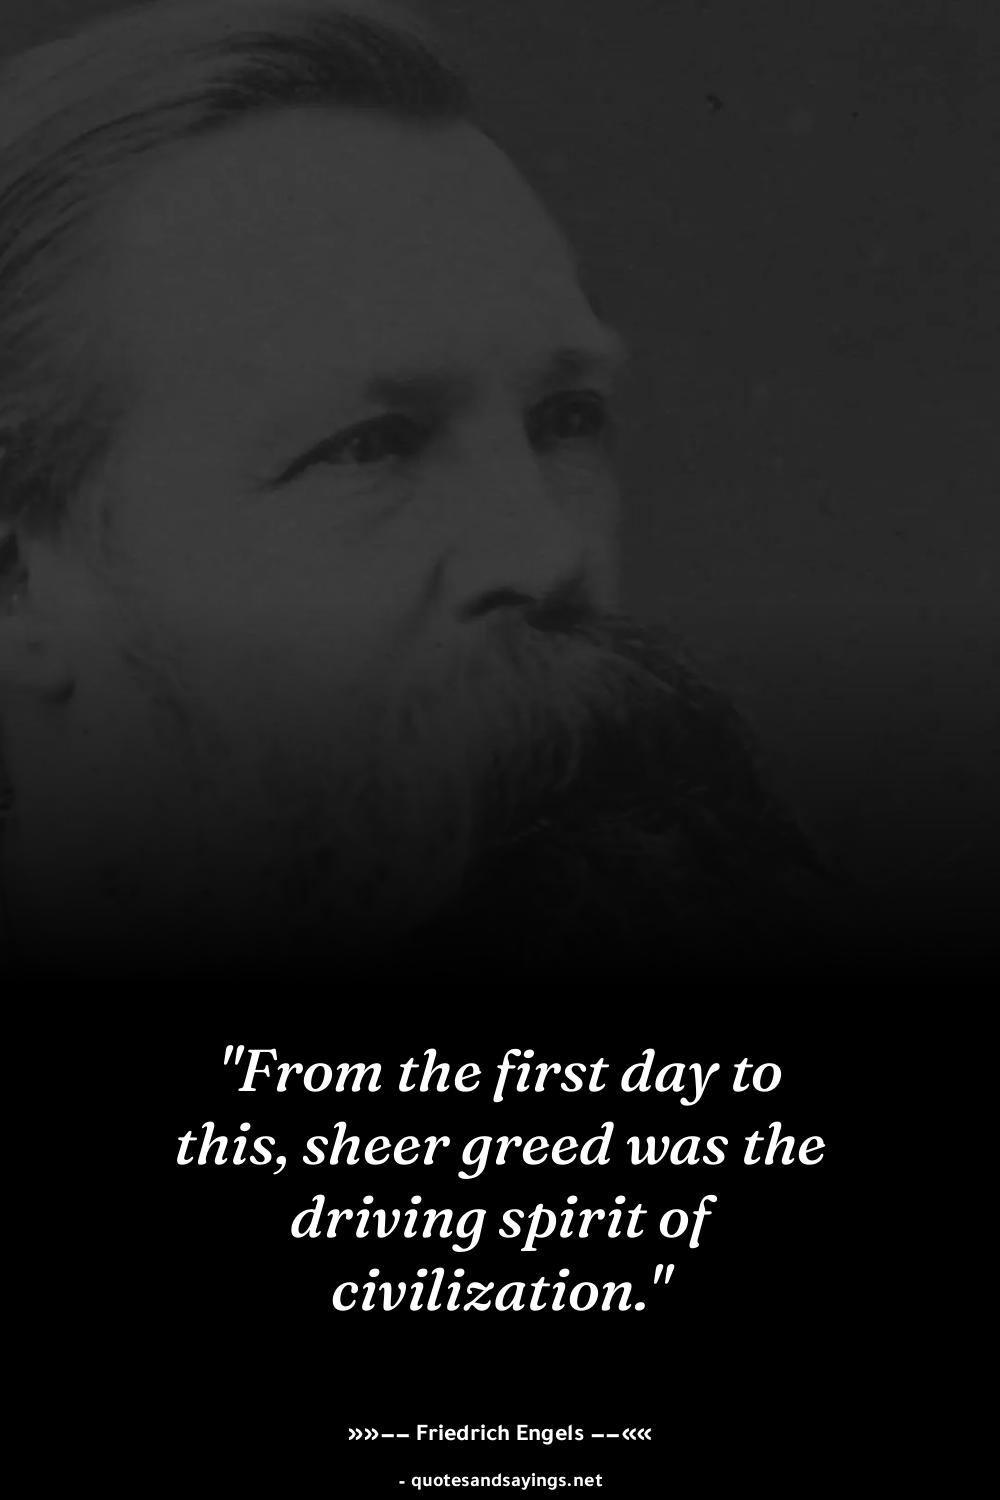 "From the first day to
this, sheer greed was the
driving spirit of
civilization."
»»–– Friedrich Engels ––««
- quotesandsayings.net